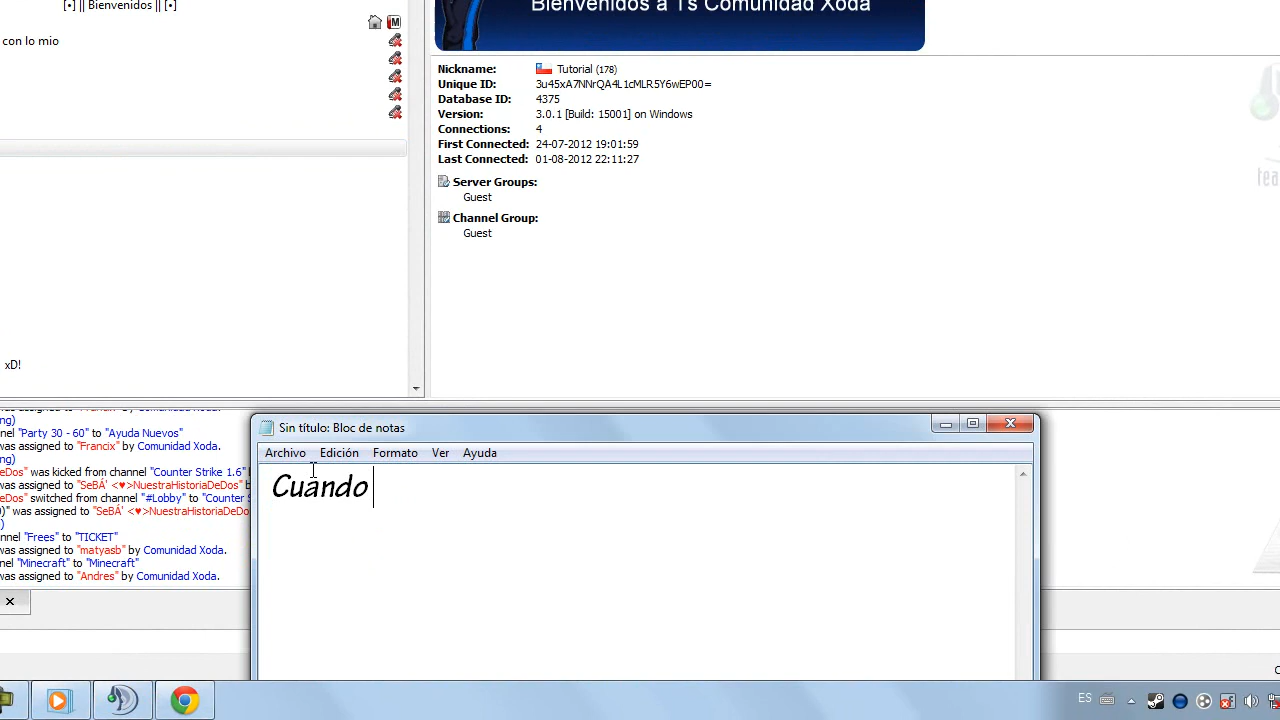 [•] || Bienvenidos || [•]
con lo mio
xD!
Bienvenidos a Ts Comunidad Xoda
Nickname: Tutorial (178)
Unique ID: 3u45xA7NNrQA4L1cMLR5Y6wEP00=
Database ID: 4375
Version: 3.0.1 [Build: 15001] on Windows
Connections: 4
First Connected: 24-07-2012 19:01:59
Last Connected: 01-08-2012 22:11:27
Server Groups:
Guest
Channel Group:
Guest
ng)
nel "Party 30 - 60" to "Ayuda Nuevos"
was assigned to "Francix" by Comunidad Xoda.
ng)
eDos" was kicked from channel "Counter Strike 1.6"
was assigned to "SeBÁ' <♥>NuestraHistoriaDeDos" b
eDos" switched from channel "#Lobby" to "Counter S
)" was assigned to "SeBÁ' <♥>NuestraHistoriaDeDo
)
nnel "Frees" to "TICKET"
was assigned to "matyasb" by Comunidad Xoda.
nel "Minecraft" to "Minecraft"
was assigned to "Andres" by Comunidad Xoda.
Sin título: Bloc de notas
Archivo Edición Formato Ver Ayuda
Cuando
ES